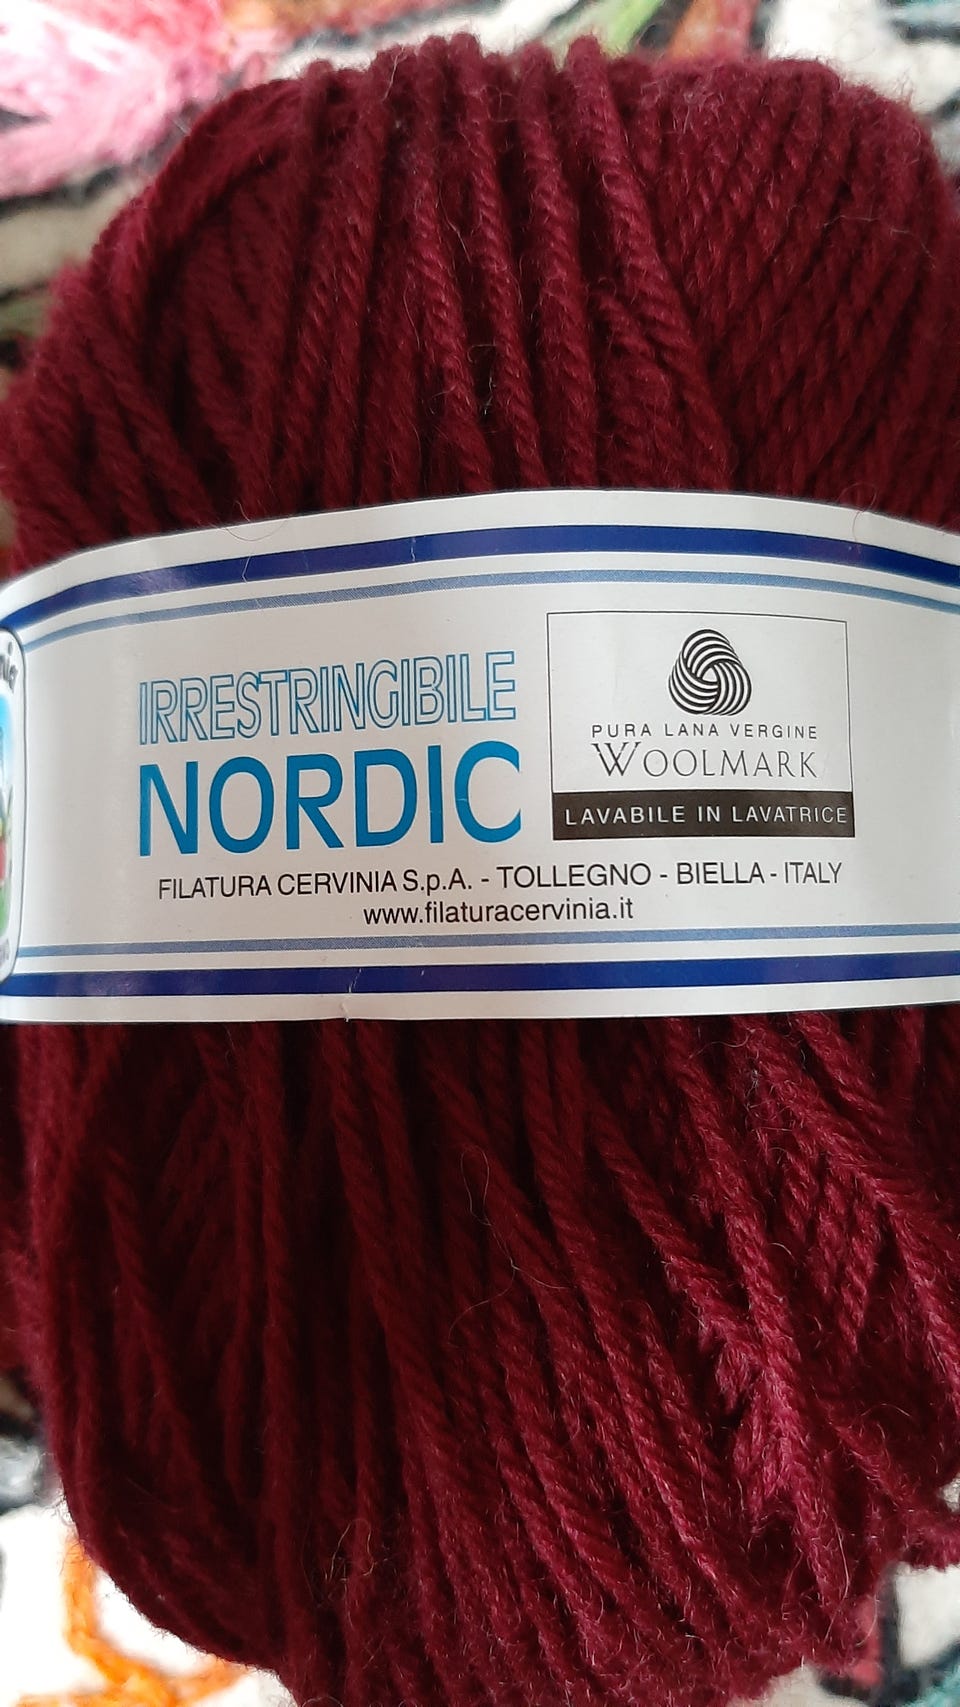 IRRESTRINGIBILE
NORDIC
PURA LANA VERGINE
WOOLMARK
LAVABILE IN LAVATRICE
FILATURA CERVINIA S.p.A. - TOLLEGNO - BIELLA - ITALY
www.filaturacervinia.it